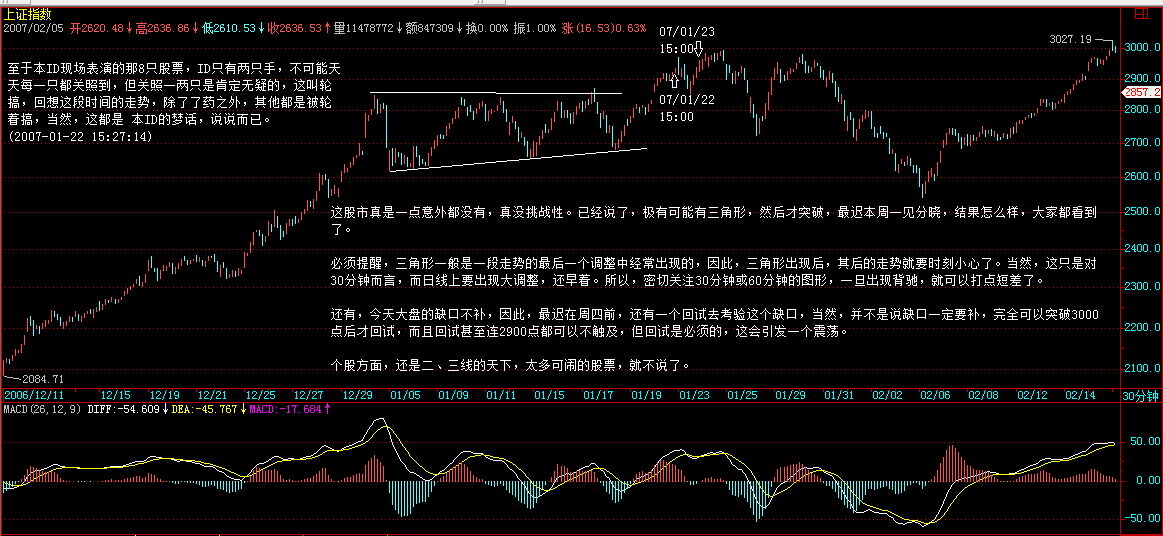 上证指数
2007/02/05 开2620.48↓高2636.86↓低2610.53↓收2636.53↑量11478772↓额847309↓换0.00% 振1.00% 涨(16.53)0.63%
07/01/23
15:00
3027.19
3000.0
至于本ID现场表演的那8只股票，ID只有两只手，不可能天
天每一只都关照到，但关照一两只是肯定无疑的，这叫轮
搞，回想这段时间的走势，除了了药之外，其他都是被轮
着搞，当然，这都是 本ID的梦话，说说而已。
(2007-01-22 15:27:14)
2900.0
2857.2
07/01/22
15:00
2800.0
2700.0
2600.0
2500.0
这股市真是一点意外都没有，真没挑战性。已经说了，极有可能有三角形，然后才突破，最迟本周一见分晓，结果怎么样，大家都看到
了。
2400.0
必须提醒，三角形一般是一段走势的最后一个调整中经常出现的，因此，三角形出现后，其后的走势就要时刻小心了。当然，这只是对
30分钟而言，而日线上要出现大调整，还早着。所以，密切关注30分钟或60分钟的图形，一旦出现背驰，就可以打点短差了。
2300.0
还有，今天大盘的缺口不补，因此，最迟在周四前，还有一个回试去考验这个缺口，当然，并不是说缺口一定要补，完全可以突破3000
点后才回试，而且回试甚至连2900点都可以不触及，但回试是必须的，这会引发一个震荡。
2200.0
个股方面，还是二、三线的天下，太多可闹的股票，就不说了。
2100.0
2084.71
2006/12/11 12/15 12/19 12/21 12/25 12/27 12/29 01/05 01/09 01/11 01/15 01/17 01/19 01/23 01/25 01/29 01/31 02/02 02/06 02/08 02/12 02/14 30分钟
MACD(26,12,9) DIFF:-54.609↓DEA:-45.767↓MACD:-17.684↑
50.00
0.00
-50.00